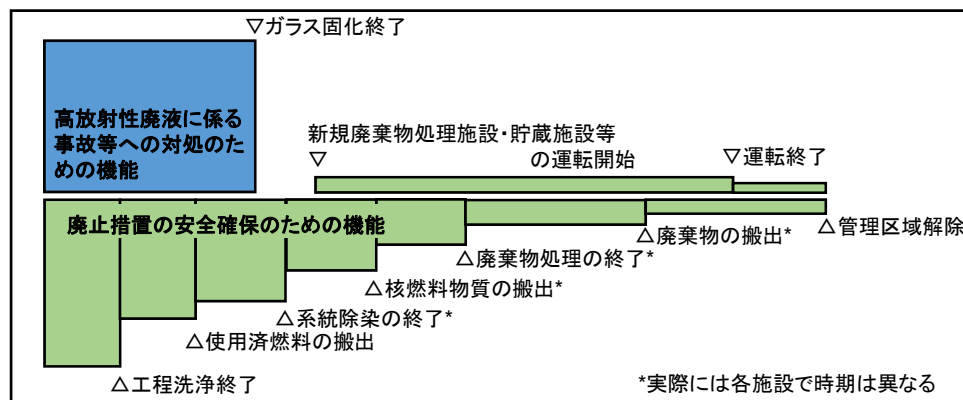 ▽ガラス固化終了
高放射性廃液に係る
事故等への対処のた
めの機能
新規廃棄物処理施設・貯蔵施設等
▽
の運転開始
▽運転終了
廃止措置の安全確保のための機能
△廃棄物の搬出*
△管理区域解除
△廃棄物処理の終了*
△核燃料物質の搬出*
△系統除染の終了*
△使用済燃料の搬出
△工程洗浄終了
*実際には各施設で時期は異なる